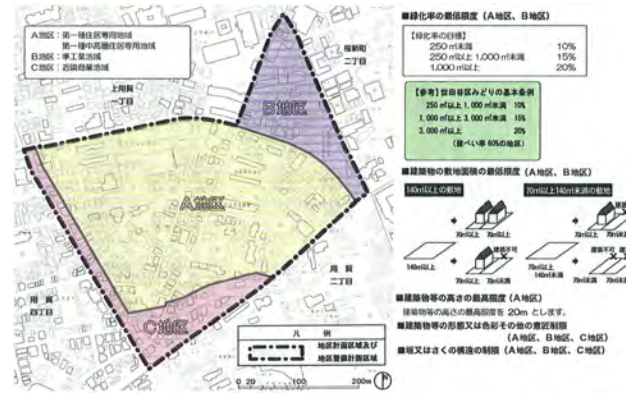 A地区:第一種住居専用地域
第一種中高層住居専用地域
B地区:準工業地域
C地区:近隣商業地域
桜新町
二丁目
上用賀
一丁目
B地区
A地区
用賀
二丁目
用賀
四丁目
C地区
凡 例
地区計画区域及び
地区整備計画区域
0 20 100 200m
■緑化率の最低限度(A地区、B地区)
【緑化率の目標】
250㎡未満 10%
250㎡以上1,000㎡未満 15%
1,000㎡以上 20%
【参考】世田谷区みどりの基本条例
250㎡以上1,000㎡未満 10%
1,000㎡以上3,000㎡未満 15%
3,000㎡以上 20%
(建ぺい率60%の地区)
■建築物の敷地面積の最低限度(A地区、B地区)
140㎡以上の敷地
70㎡以上140㎡未満の敷地
70㎡以上 70㎡以上
140㎡以上
70㎡以上 70㎡未満
建築不可
70㎡以上
140㎡未満
■建築物等の高さの最高限度(A地区)
建築物等の高さの最高限度を20mとします。
■建築物等の形態又は色彩その他の意匠制限
(A地区、B地区、C地区)
■垣又はさくの構造の制限(A地区、B地区、C地区)